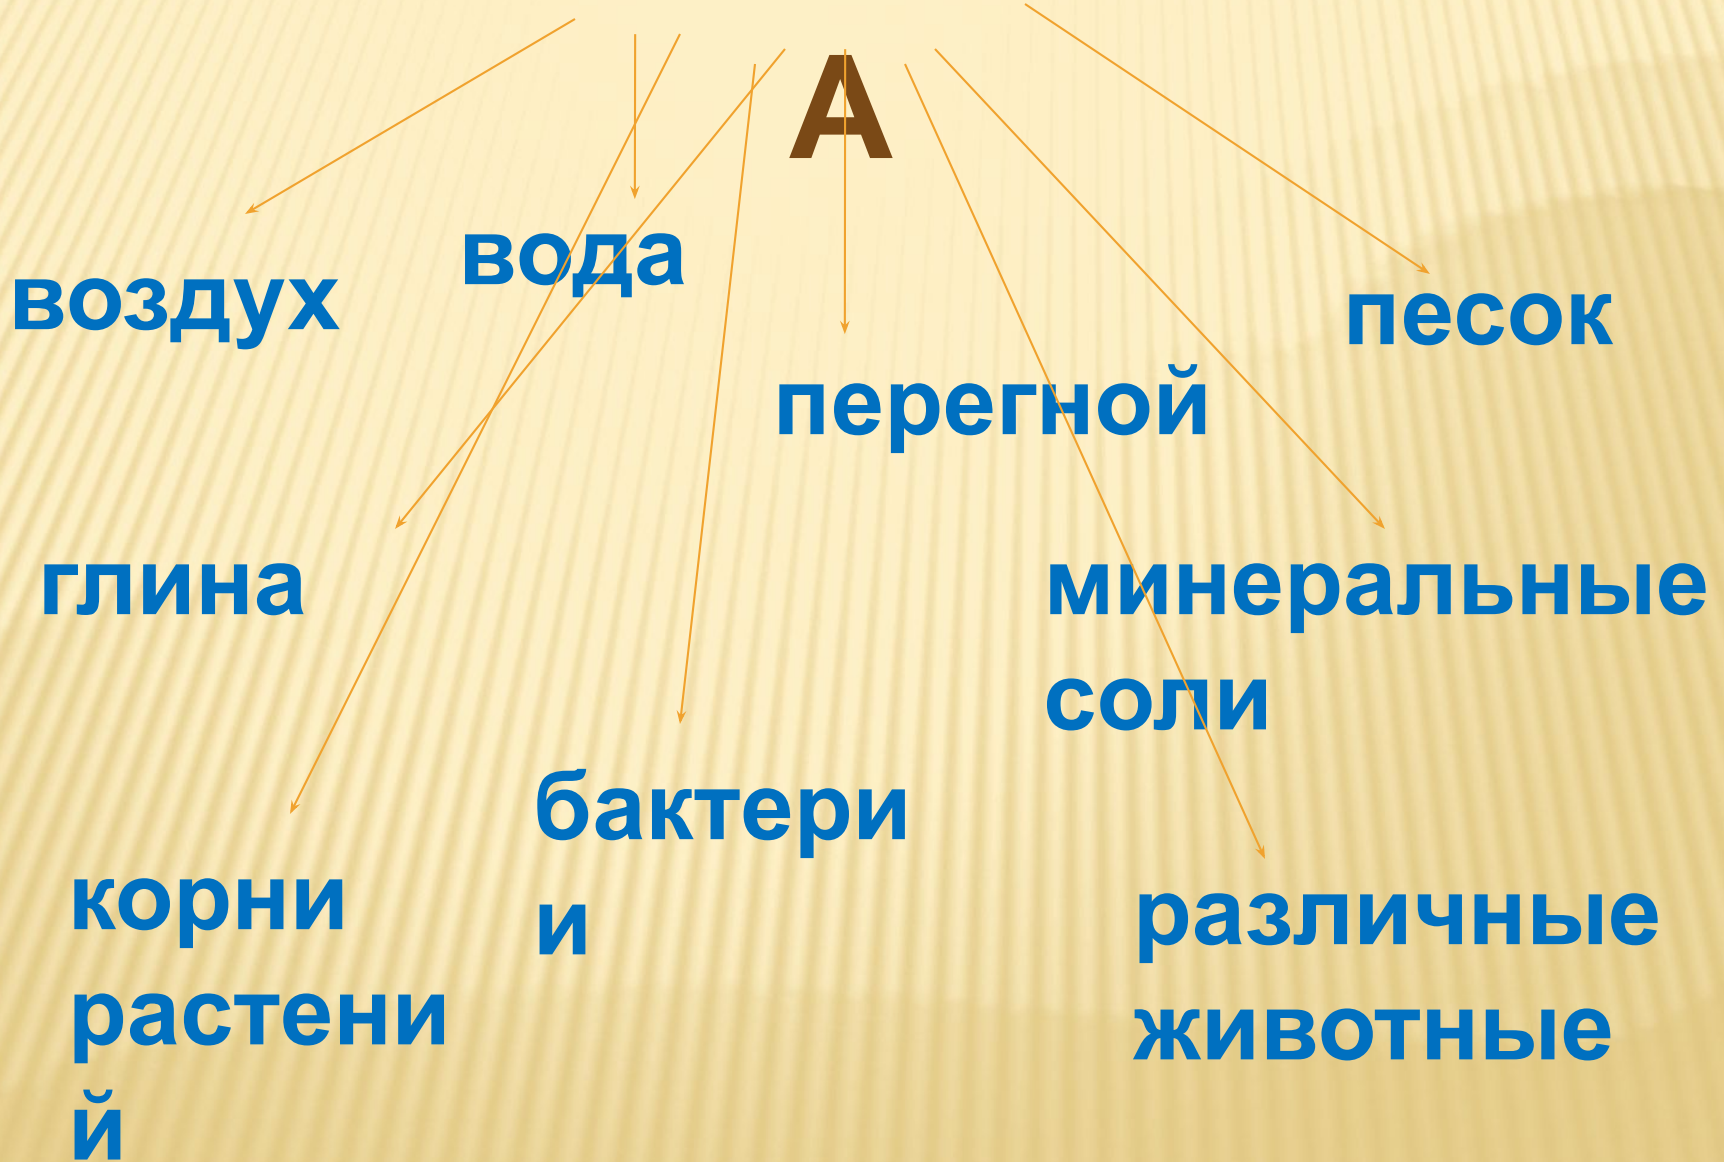 А
воздух
вода
песок
перегной
глина
минеральные
соли
бактери
и
корни
растени
й
различные
животные